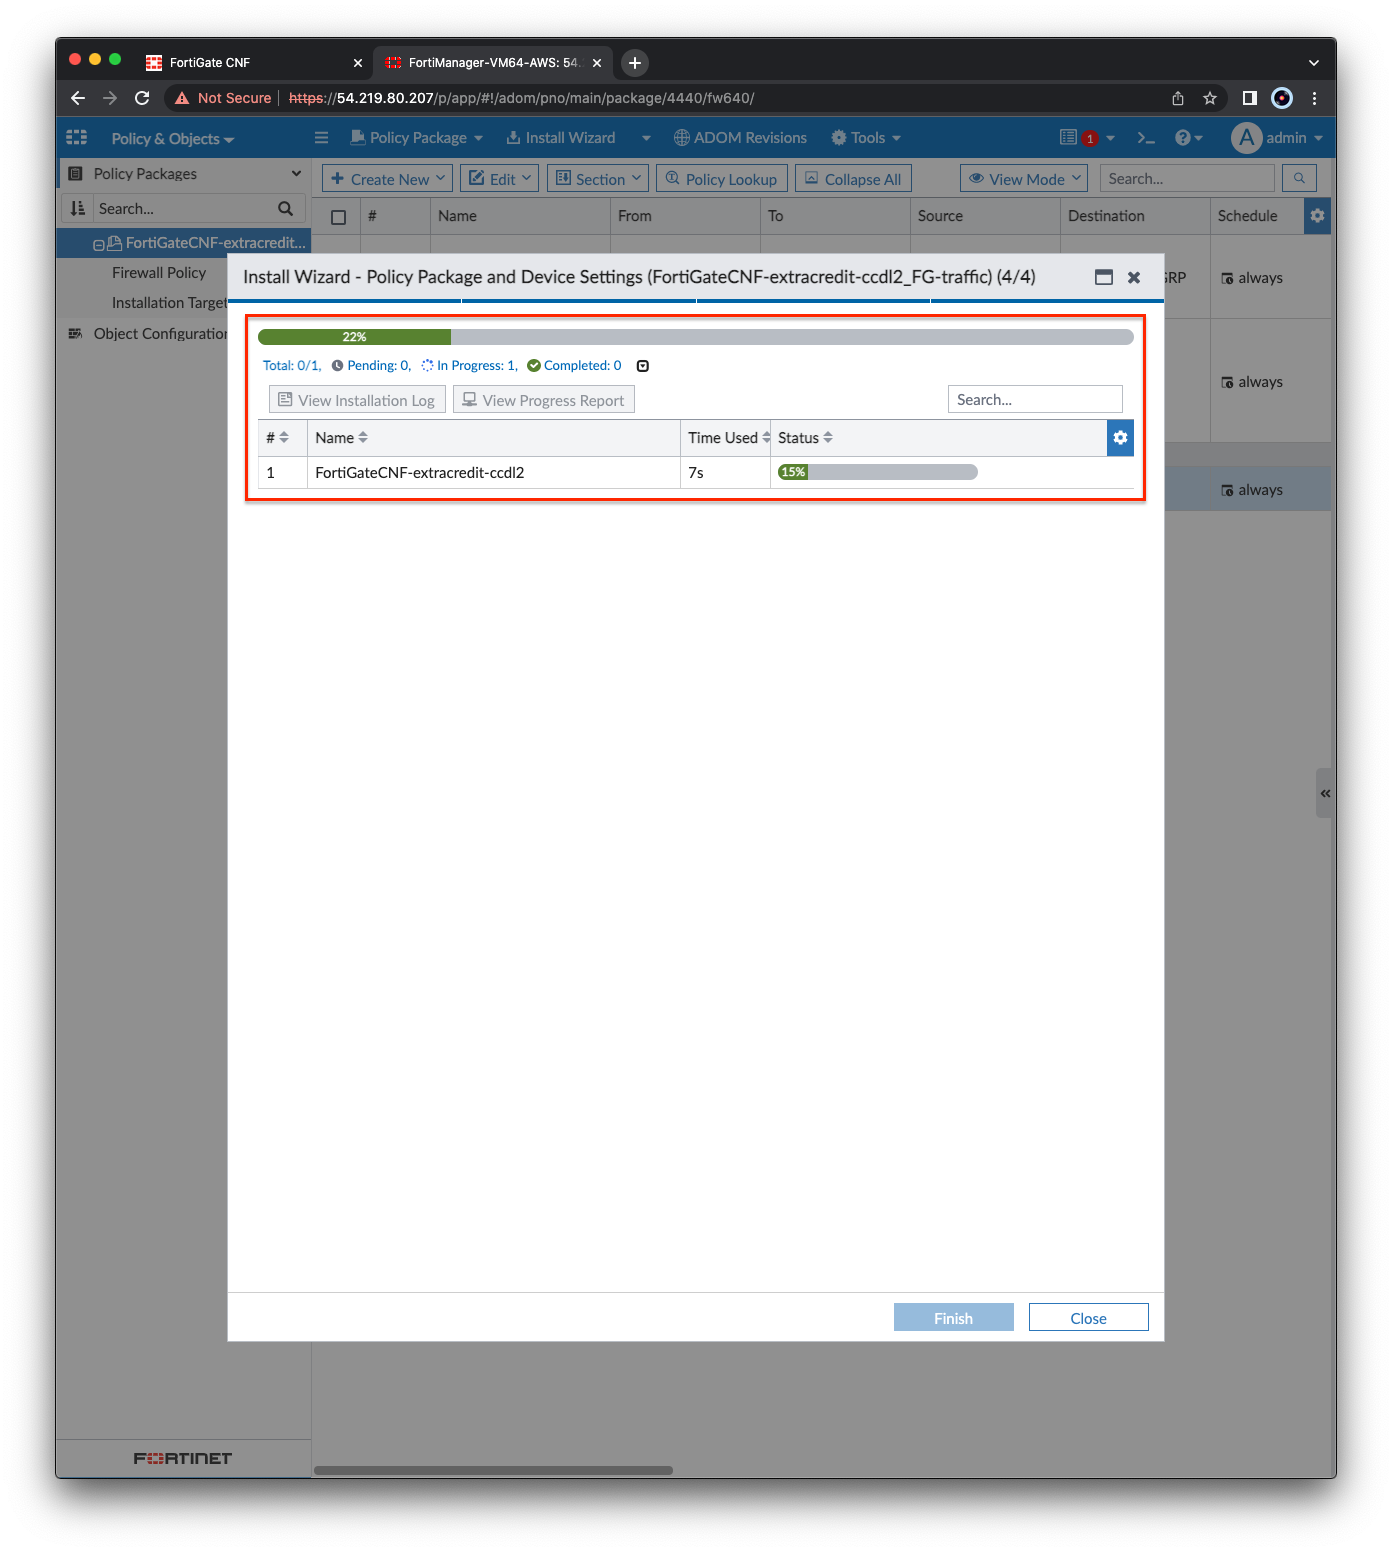 FortiGate CNF
FortiManager-VM64-AWS: 54.
Not Secure
https://54.219.80.207/p/app/#!/adom/pno/main/package/4440/fw640/
Policy & Objects
Policy Package
Install Wizard
ADOM Revisions
Tools
1
>_
?
A admin
Policy Packages
Create New
Edit
Section
Policy Lookup
Collapse All
View Mode
Search...
Search...
# Name From To Source Destination Schedule
FortiGateCNF-extracredit...
Firewall Policy
Installation Target
Object Configuration
GRP
always
always
always
Install Wizard - Policy Package and Device Settings (FortiGateCNF-extracredit-ccdl2_FG-traffic) (4/4)
22%
Total: 0/1, Pending: 0, In Progress: 1, Completed: 0
View Installation Log
View Progress Report
Search...
# Name Time Used Status
1 FortiGateCNF-extracredit-ccdl2 7s 15%
Finish
Close
FORTINET